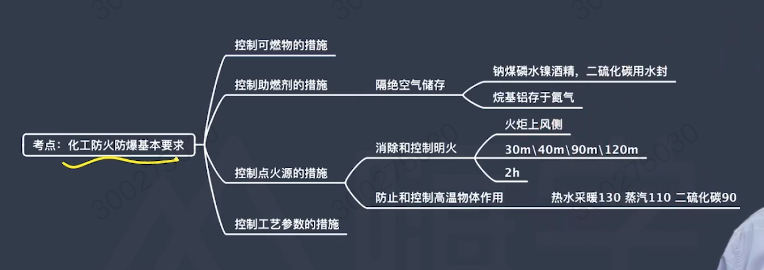 控制可燃物的措施
控制助燃剂的措施
隔绝空气储存
钠煤磷水镍酒精，二硫化碳用水封
烷基铝存于氮气
考点：化工防火防爆基本要求
火炬上风侧
消除和控制明火
30m\40m\90m\120m
2h
控制点火源的措施
防止和控制高温物体作用
热水采暖130 蒸汽110 二硫化碳90
控制工艺参数的措施